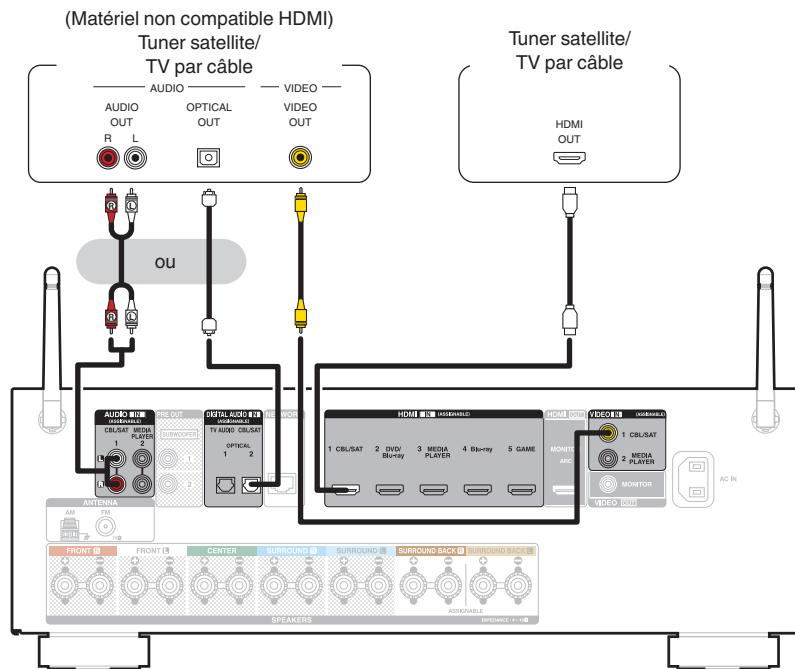 (Matériel non compatible HDMI)
Tuner satellite/
TV par câble
AUDIO
VIDEO
AUDIO
OUT
OPTICAL
OUT
VIDEO
OUT
R L
Tuner satellite/
TV par câble
HDMI
OUT
R L
ou
R L
AUDIO IN
(ASSIGNABLE)
CBL/SAT
1
MEDIA
PLAYER
2
L
R
PRE OUT
SUBWOOFER
1
2
DIGITAL AUDIO IN
(ASSIGNABLE)
TV AUDIO CBL/SAT
OPTICAL
1 2
NETWORK
HDMI IN (ASSIGNABLE)
1 CBL/SAT
2 DVD/
Blu-ray
3 MEDIA
PLAYER
4 Blu-ray
5 GAME
HDMI OUT
MONITOR
ARC
VIDEO IN (ASSIGNABLE)
1 CBL/SAT
2 MEDIA
PLAYER
MONITOR
VIDEO OUT
AC IN
ANTENNA
AM FM
FRONT R
FRONT L
CENTER
SURROUND R
SURROUND L
SURROUND BACK R
SURROUND BACK L
ASSIGNABLE
SPEAKERS